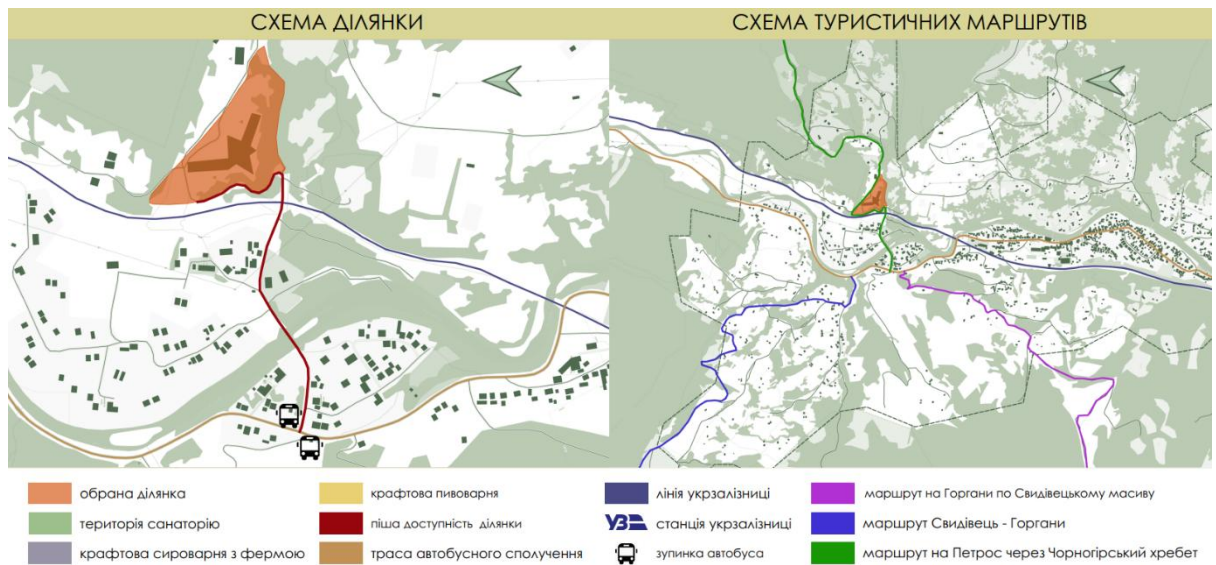 СХЕМА ДІЛЯНКИ
СХЕМА ТУРИСТИЧНИХ МАРШРУТІВ
обрана ділянка
територія санаторію
крафтова сироварня з фермою
крафтова пивоварня
піша доступність ділянки
траса автобусного сполучення
лінія укрзалізниці
УЗ станція укрзалізниці
зупинка автобуса
маршрут на Горгани по Свидівецькому масиву
маршрут Свидівець - Горгани
маршрут на Петрос через Чорногірський хребет